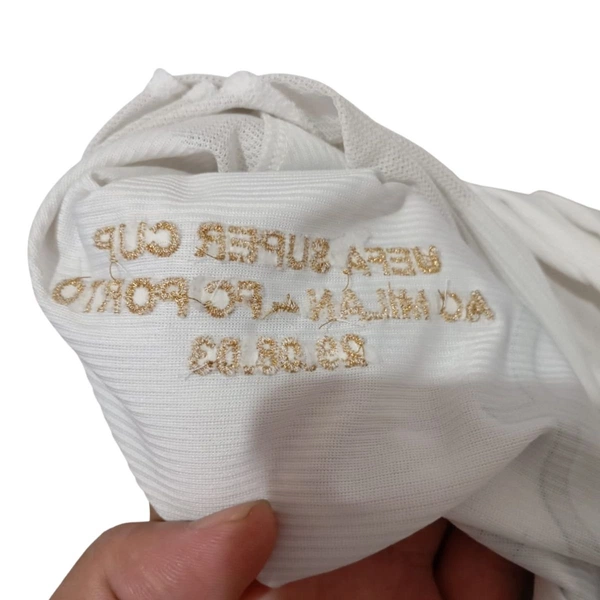 UEFA SUPER CUP
AC MILAN - FC PORTO
29.08.03